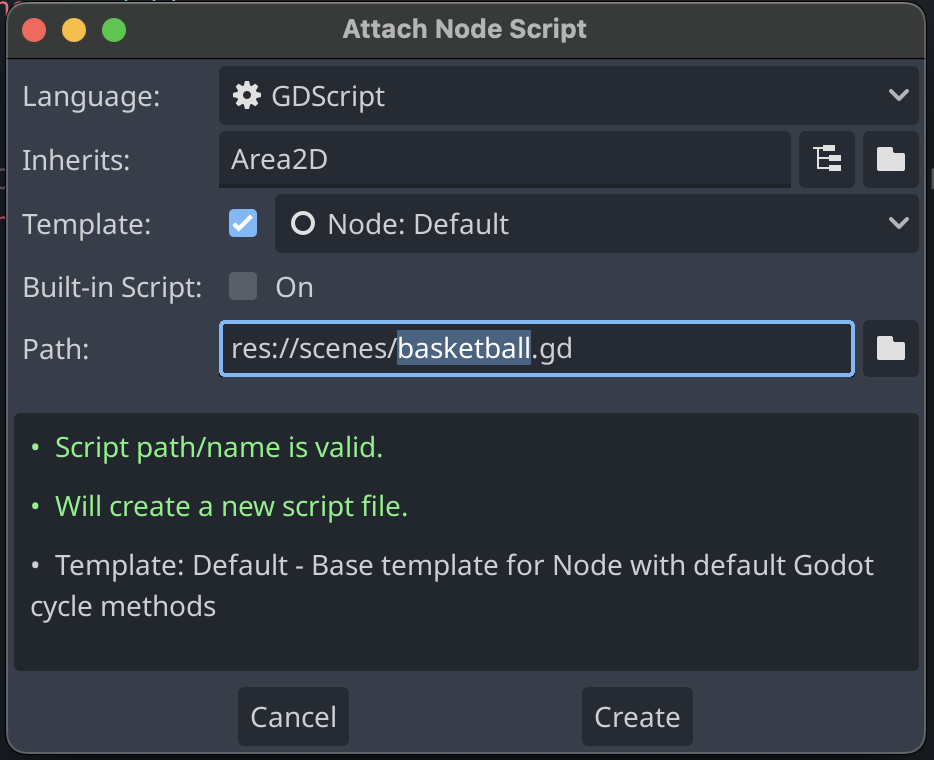 Attach Node Script
Language: GDScript
Inherits: Area2D
Template: Node: Default
Built-in Script: On
Path: res://scenes/basketball.gd
• Script path/name is valid.
• Will create a new script file.
• Template: Default - Base template for Node with default Godot
cycle methods
Cancel Create